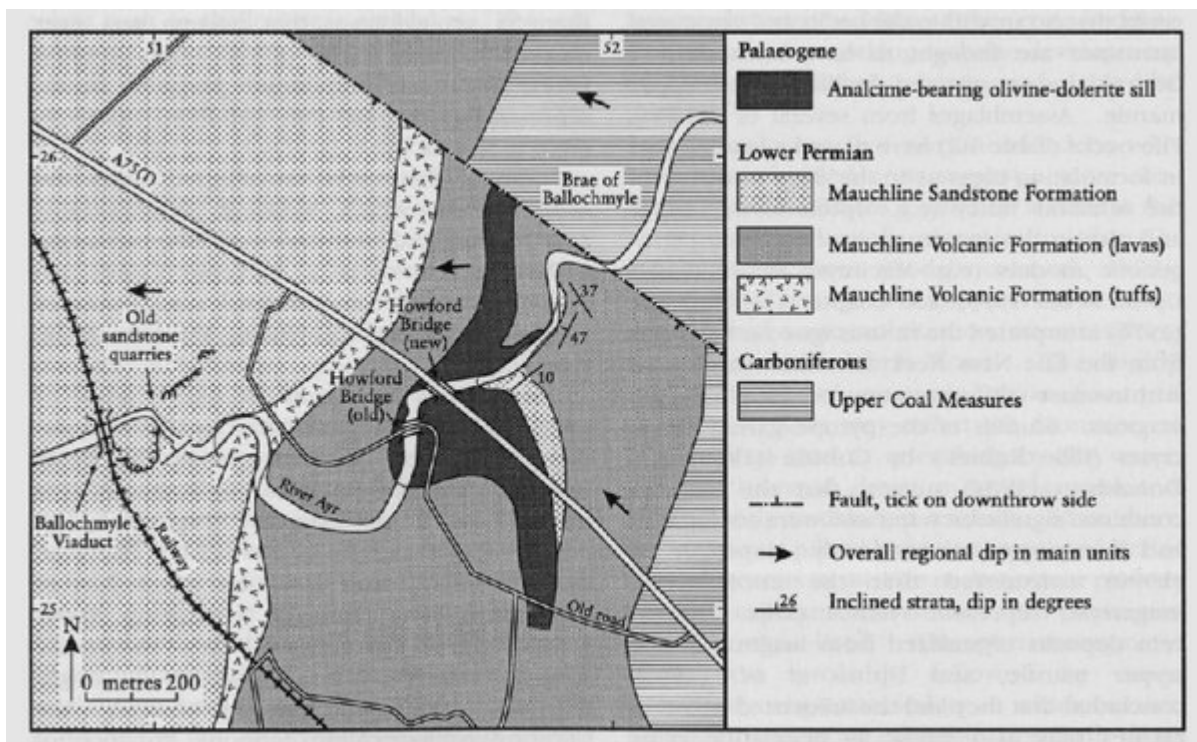 51
52
26
A75(T)
Brae of
Ballochmyle
Howford
Bridge
(new)
37
47
Old
sandstone
quarries
10
Howford
Bridge
(old)
River Ayr
Ballochmyle
Viaduct
Railway
25
Old road
N
0 metres 200
Palaeogene
Analcime-bearing olivine-dolerite sill
Lower Permian
Mauchline Sandstone Formation
Mauchline Volcanic Formation (lavas)
Mauchline Volcanic Formation (tuffs)
Carboniferous
Upper Coal Measures
Fault, tick on downthrow side
Overall regional dip in main units
26
Inclined strata, dip in degrees